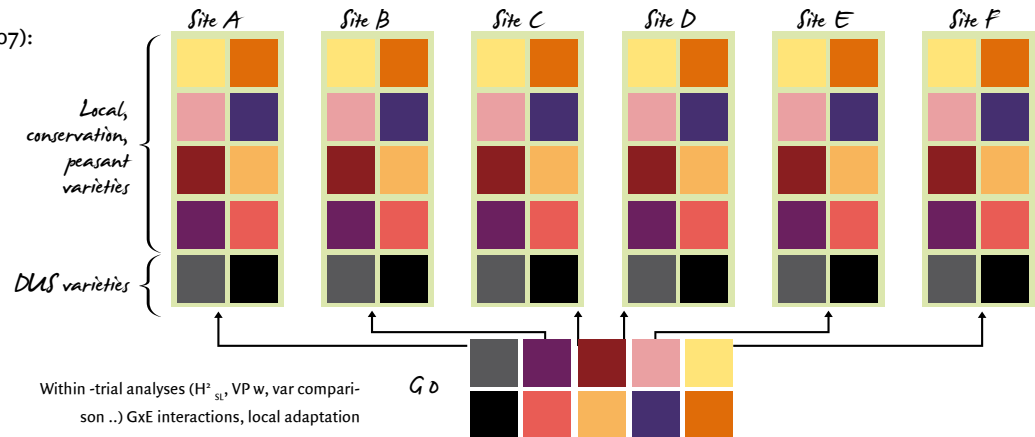 Site A Site B Site C Site D Site E Site F
07):
Local,
conservation,
peasant
varieties
DUS varieties
G0
Within -trial analyses (H² SL, VP w, var compari-
son ..) GxE interactions, local adaptation